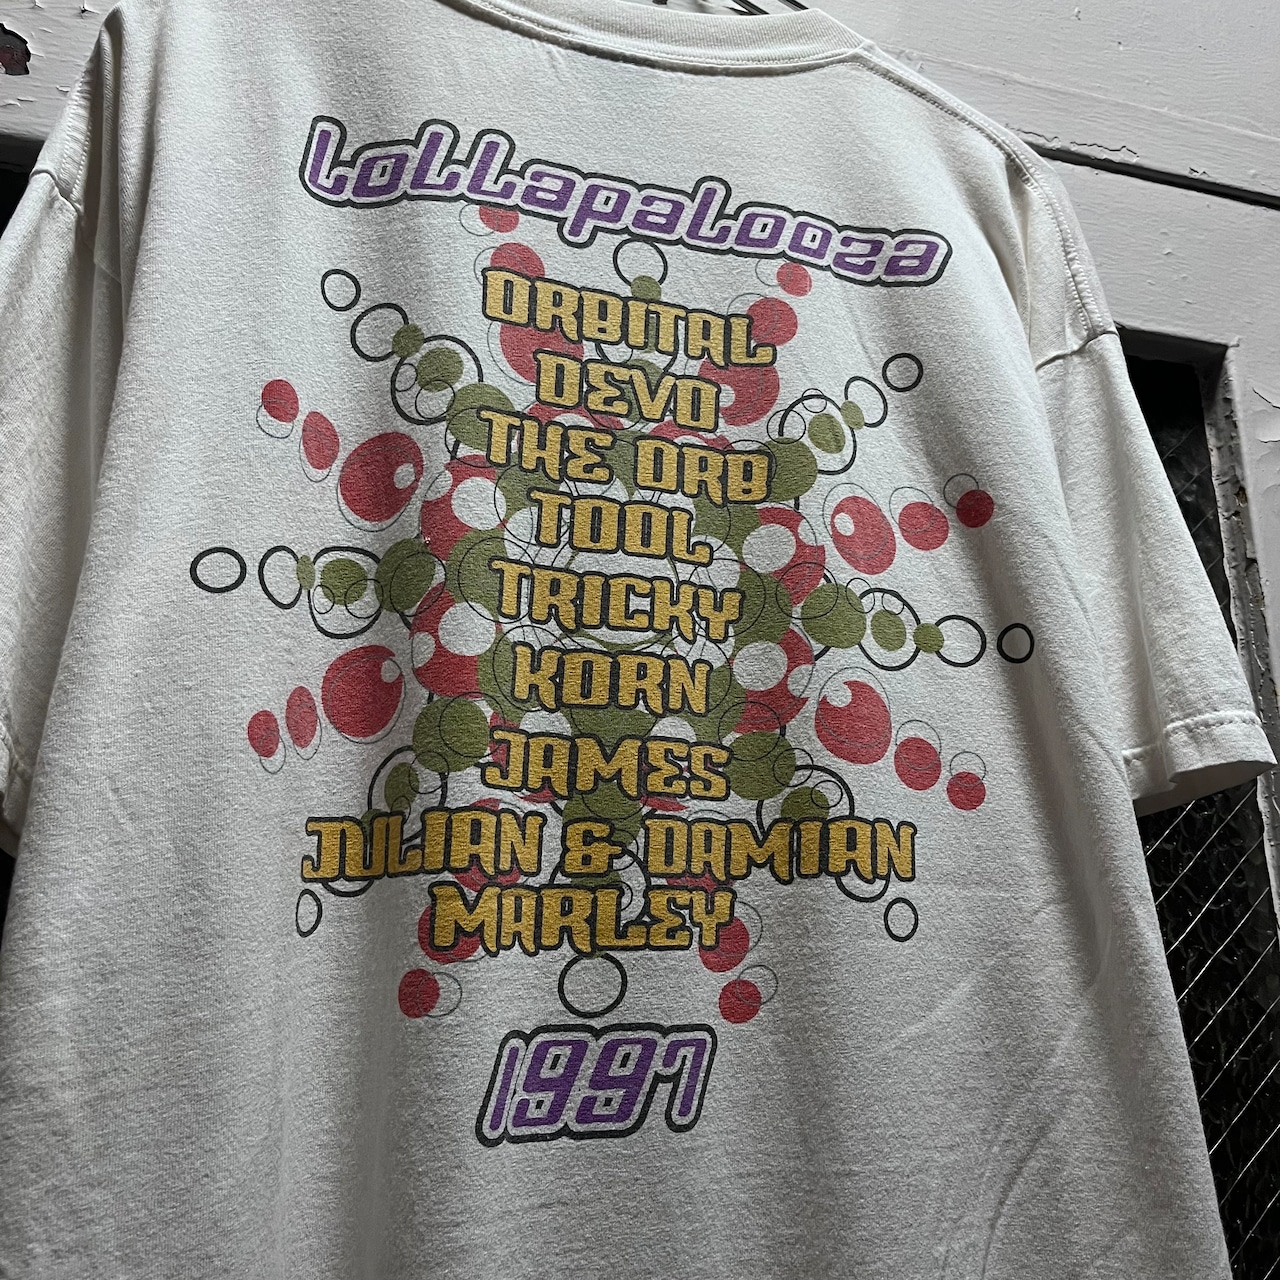 Lollapalooza
ORBITAL
DEVO
THE ORB
TOOL
TRICKY
KORN
JAMES
JULIAN & DAMIAN
MARLEY
1997